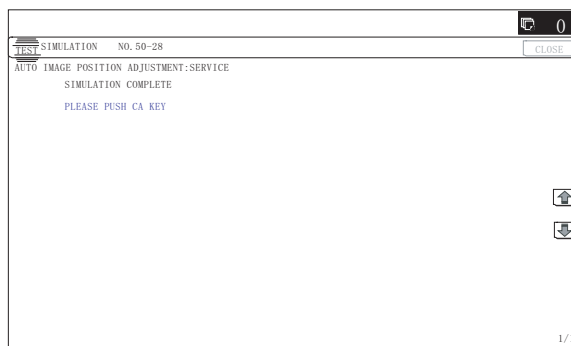 0
TEST SIMULATION NO.50-28
CLOSE
AUTO IMAGE POSITION ADJUSTMENT:SERVICE
SIMULATION COMPLETE
PLEASE PUSH CA KEY
1/